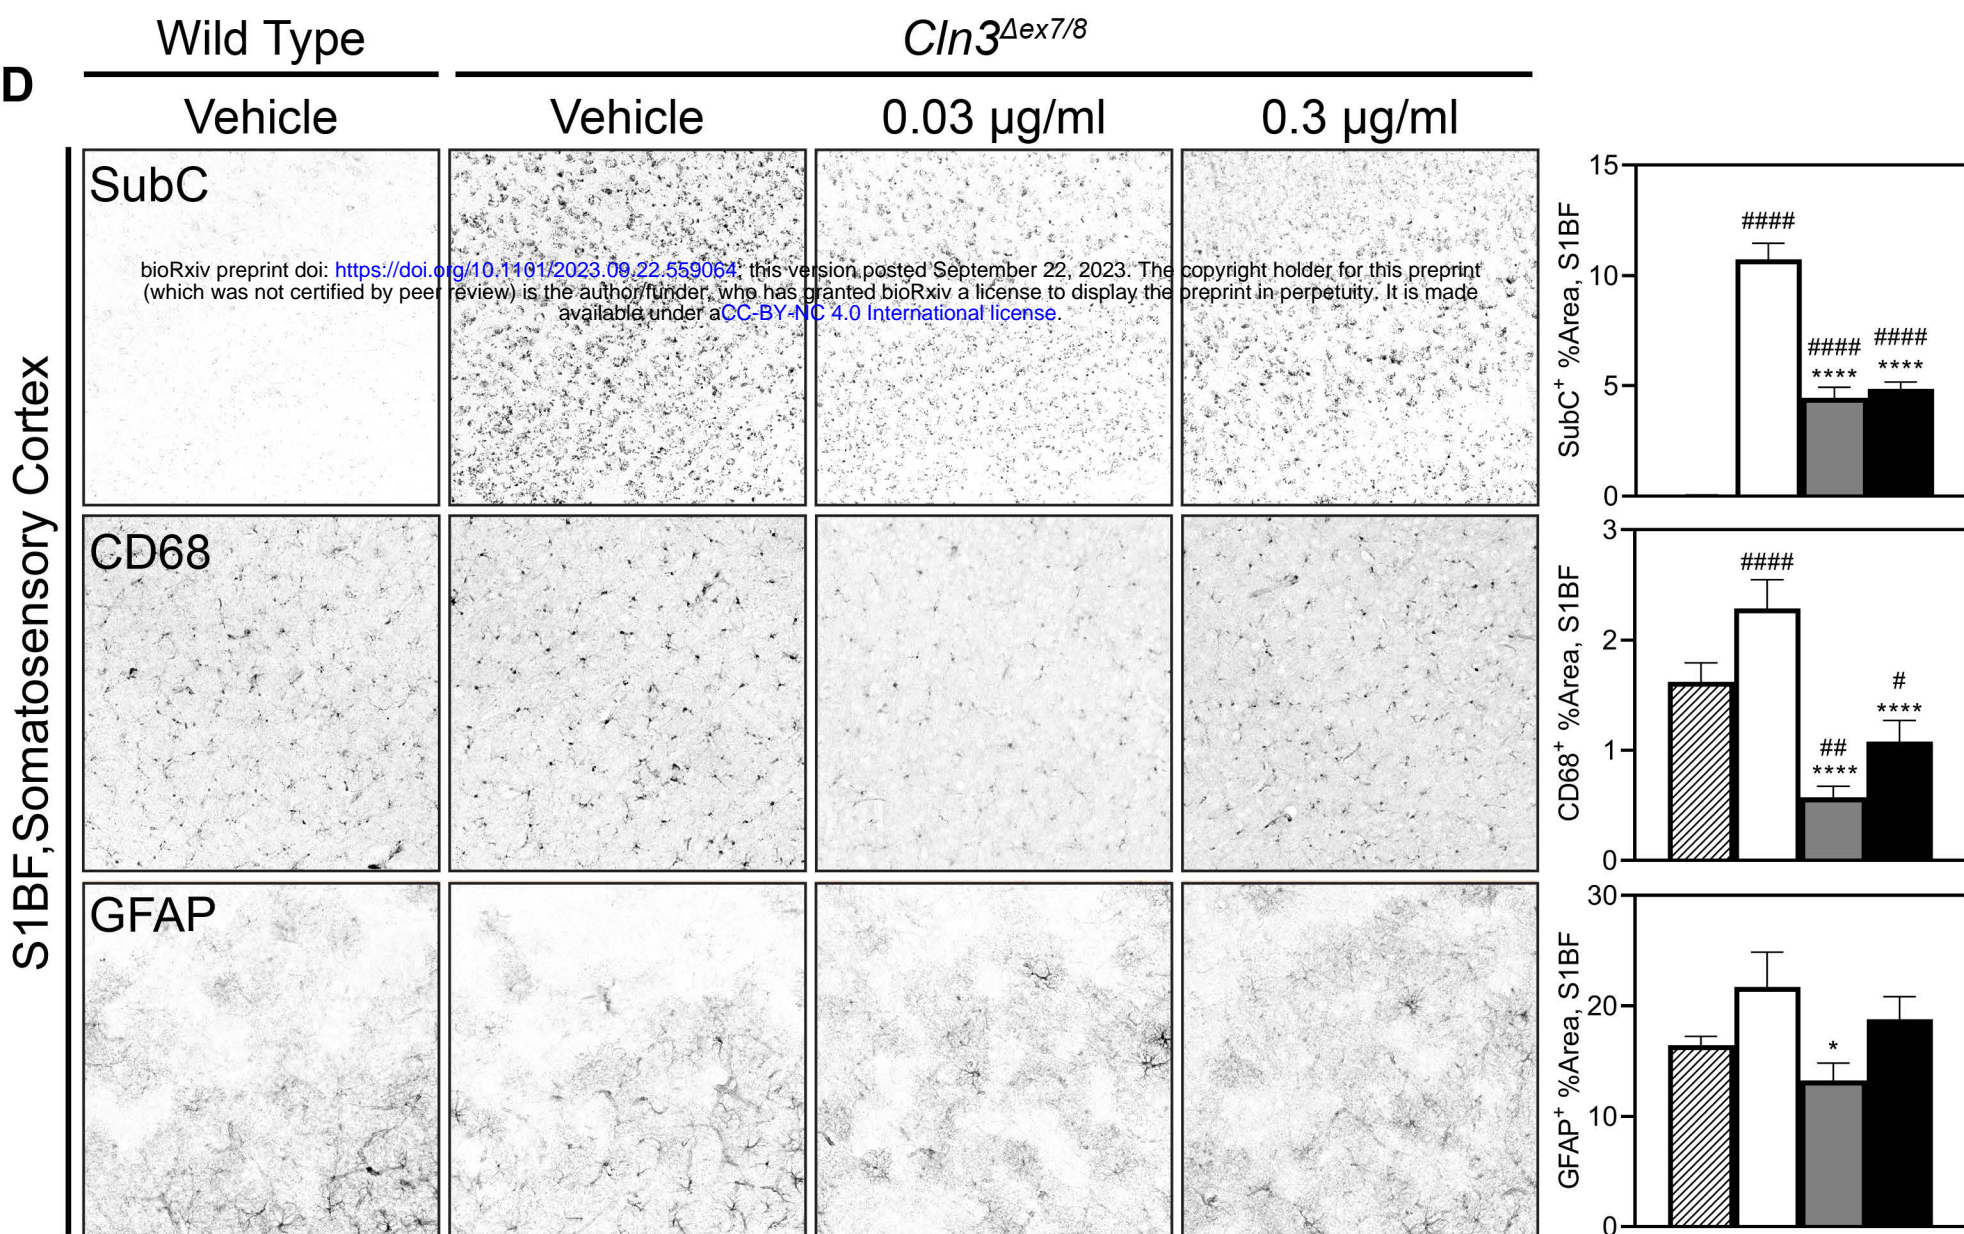 Wild Type
Cln3Δex7/8
D
Vehicle
Vehicle
0.03 µg/ml
0.3 µg/ml
S1BF,Somatosensory Cortex
SubC
bioRxiv preprint doi: https://doi.org/10.1101/2023.09.22.559064; this version posted September 22, 2023. The copyright holder for this preprint
(which was not certified by peer review) is the author/funder, who has granted bioRxiv a license to display the preprint in perpetuity. It is made
available under aCC-BY-NC 4.0 International license.
SubC+ %Area, S1BF
15
10
5
0
####
####
****
####
****
CD68
CD68+ %Area, S1BF
3
2
1
0
####
##
****
#
****
GFAP
GFAP+ %Area, S1BF
30
20
10
0
*